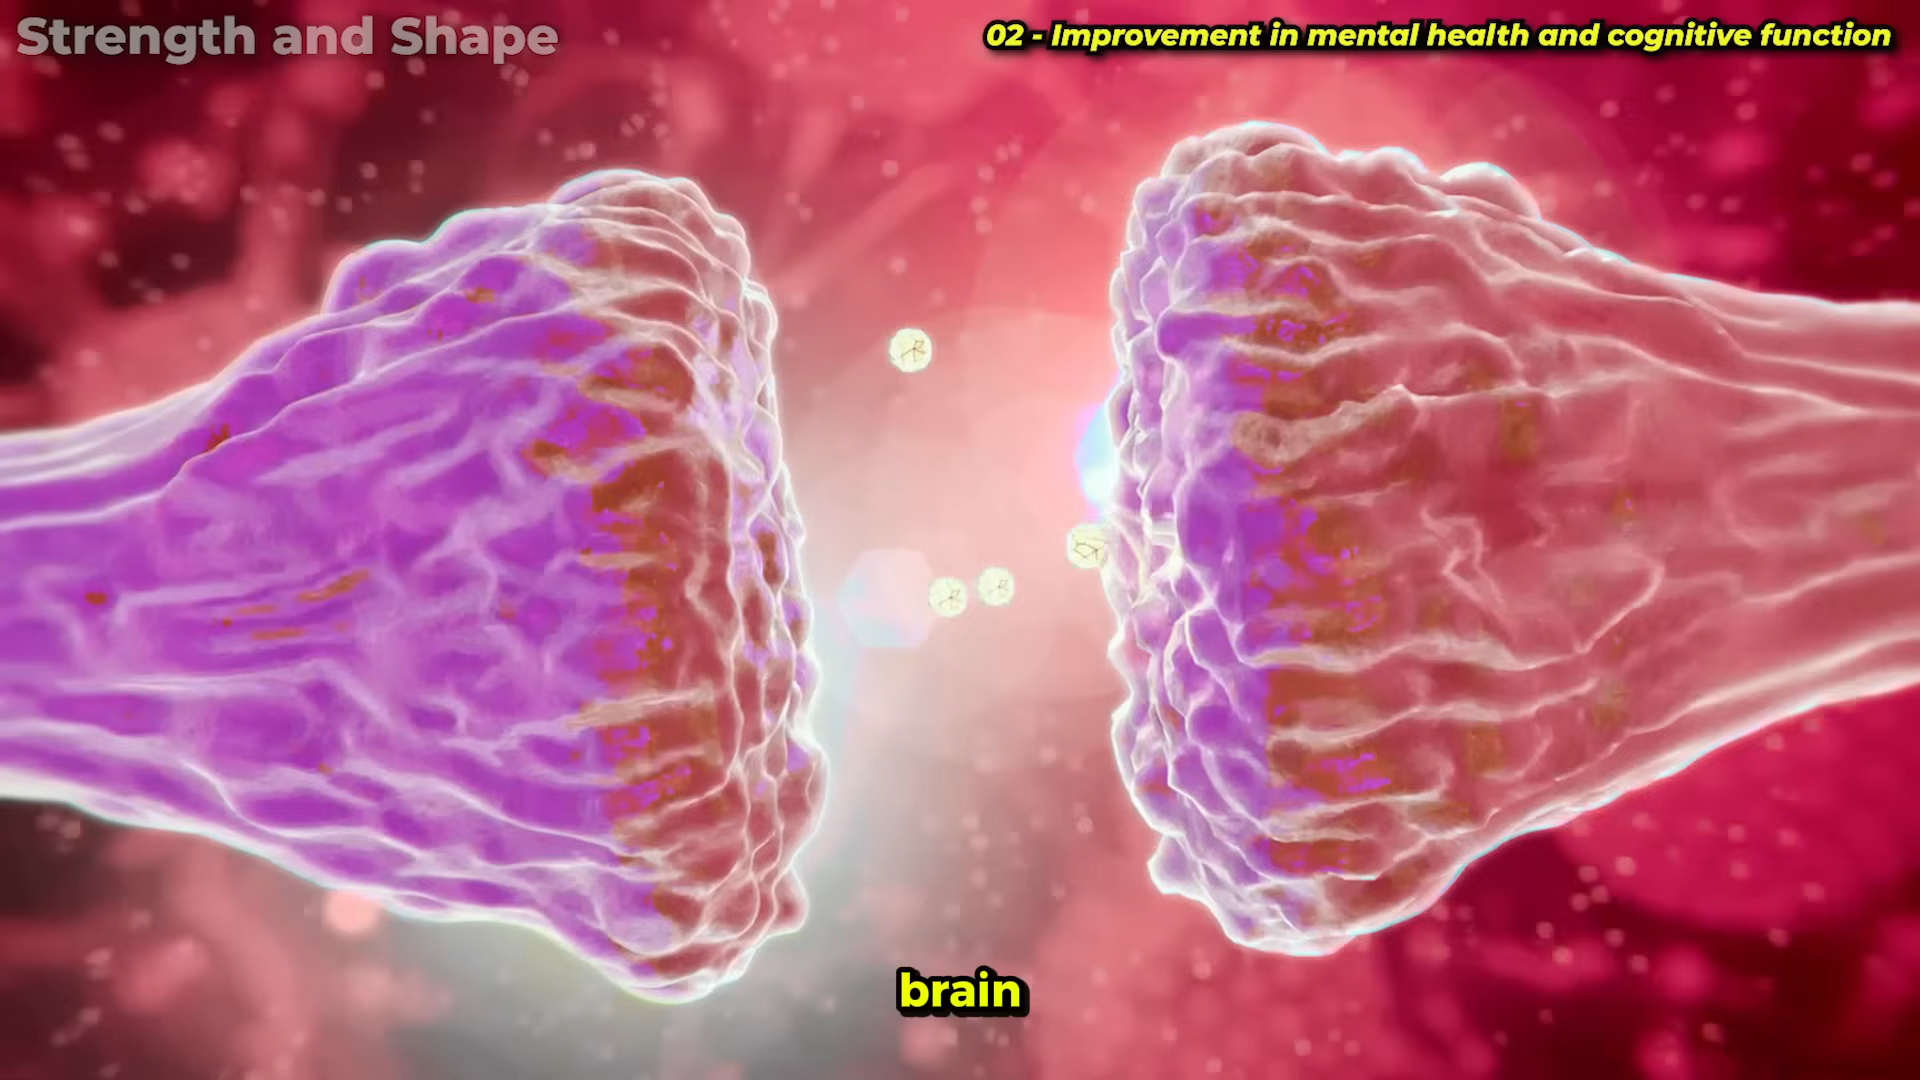 Strength and Shape
02 - Improvement in mental health and cognitive function
brain